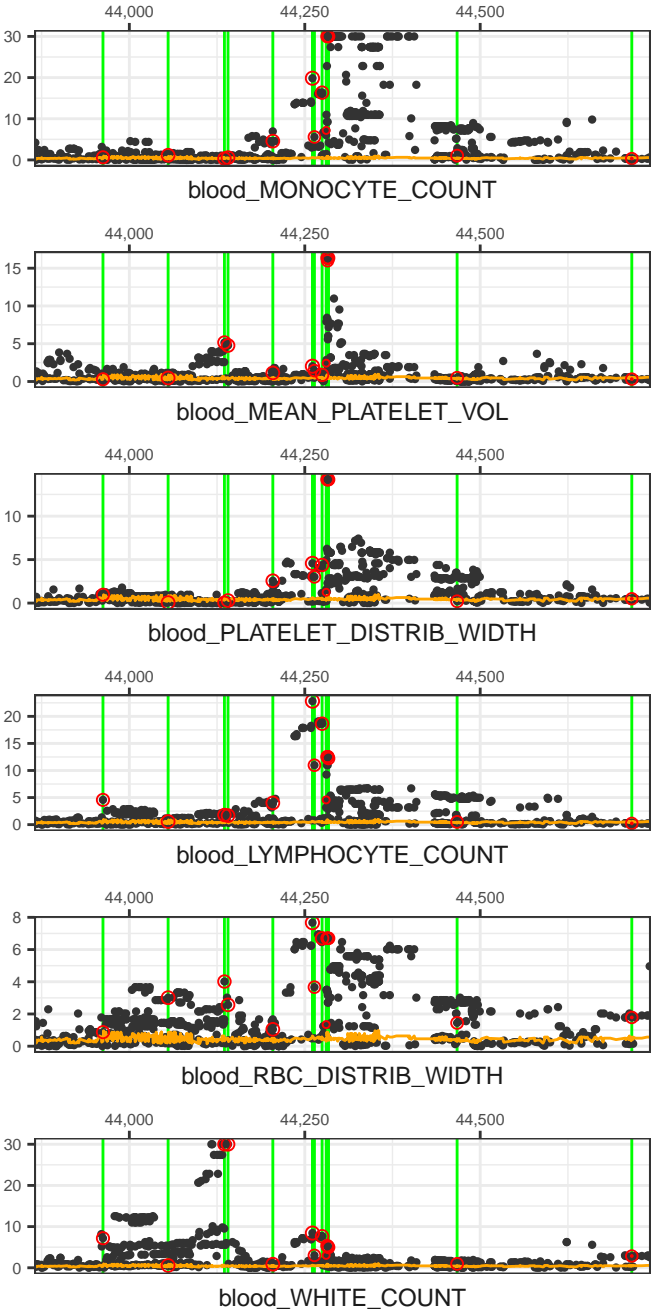 44,000 44,250 44,500
30
20
10
0
blood_MONOCYTE_COUNT
44,000 44,250 44,500
15
10
5
0
blood_MEAN_PLATELET_VOL
44,000 44,250 44,500
10
5
0
blood_PLATELET_DISTRIB_WIDTH
44,000 44,250 44,500
20
15
10
5
0
blood_LYMPHOCYTE_COUNT
44,000 44,250 44,500
8
6
4
2
0
blood_RBC_DISTRIB_WIDTH
44,000 44,250 44,500
30
20
10
0
blood_WHITE_COUNT